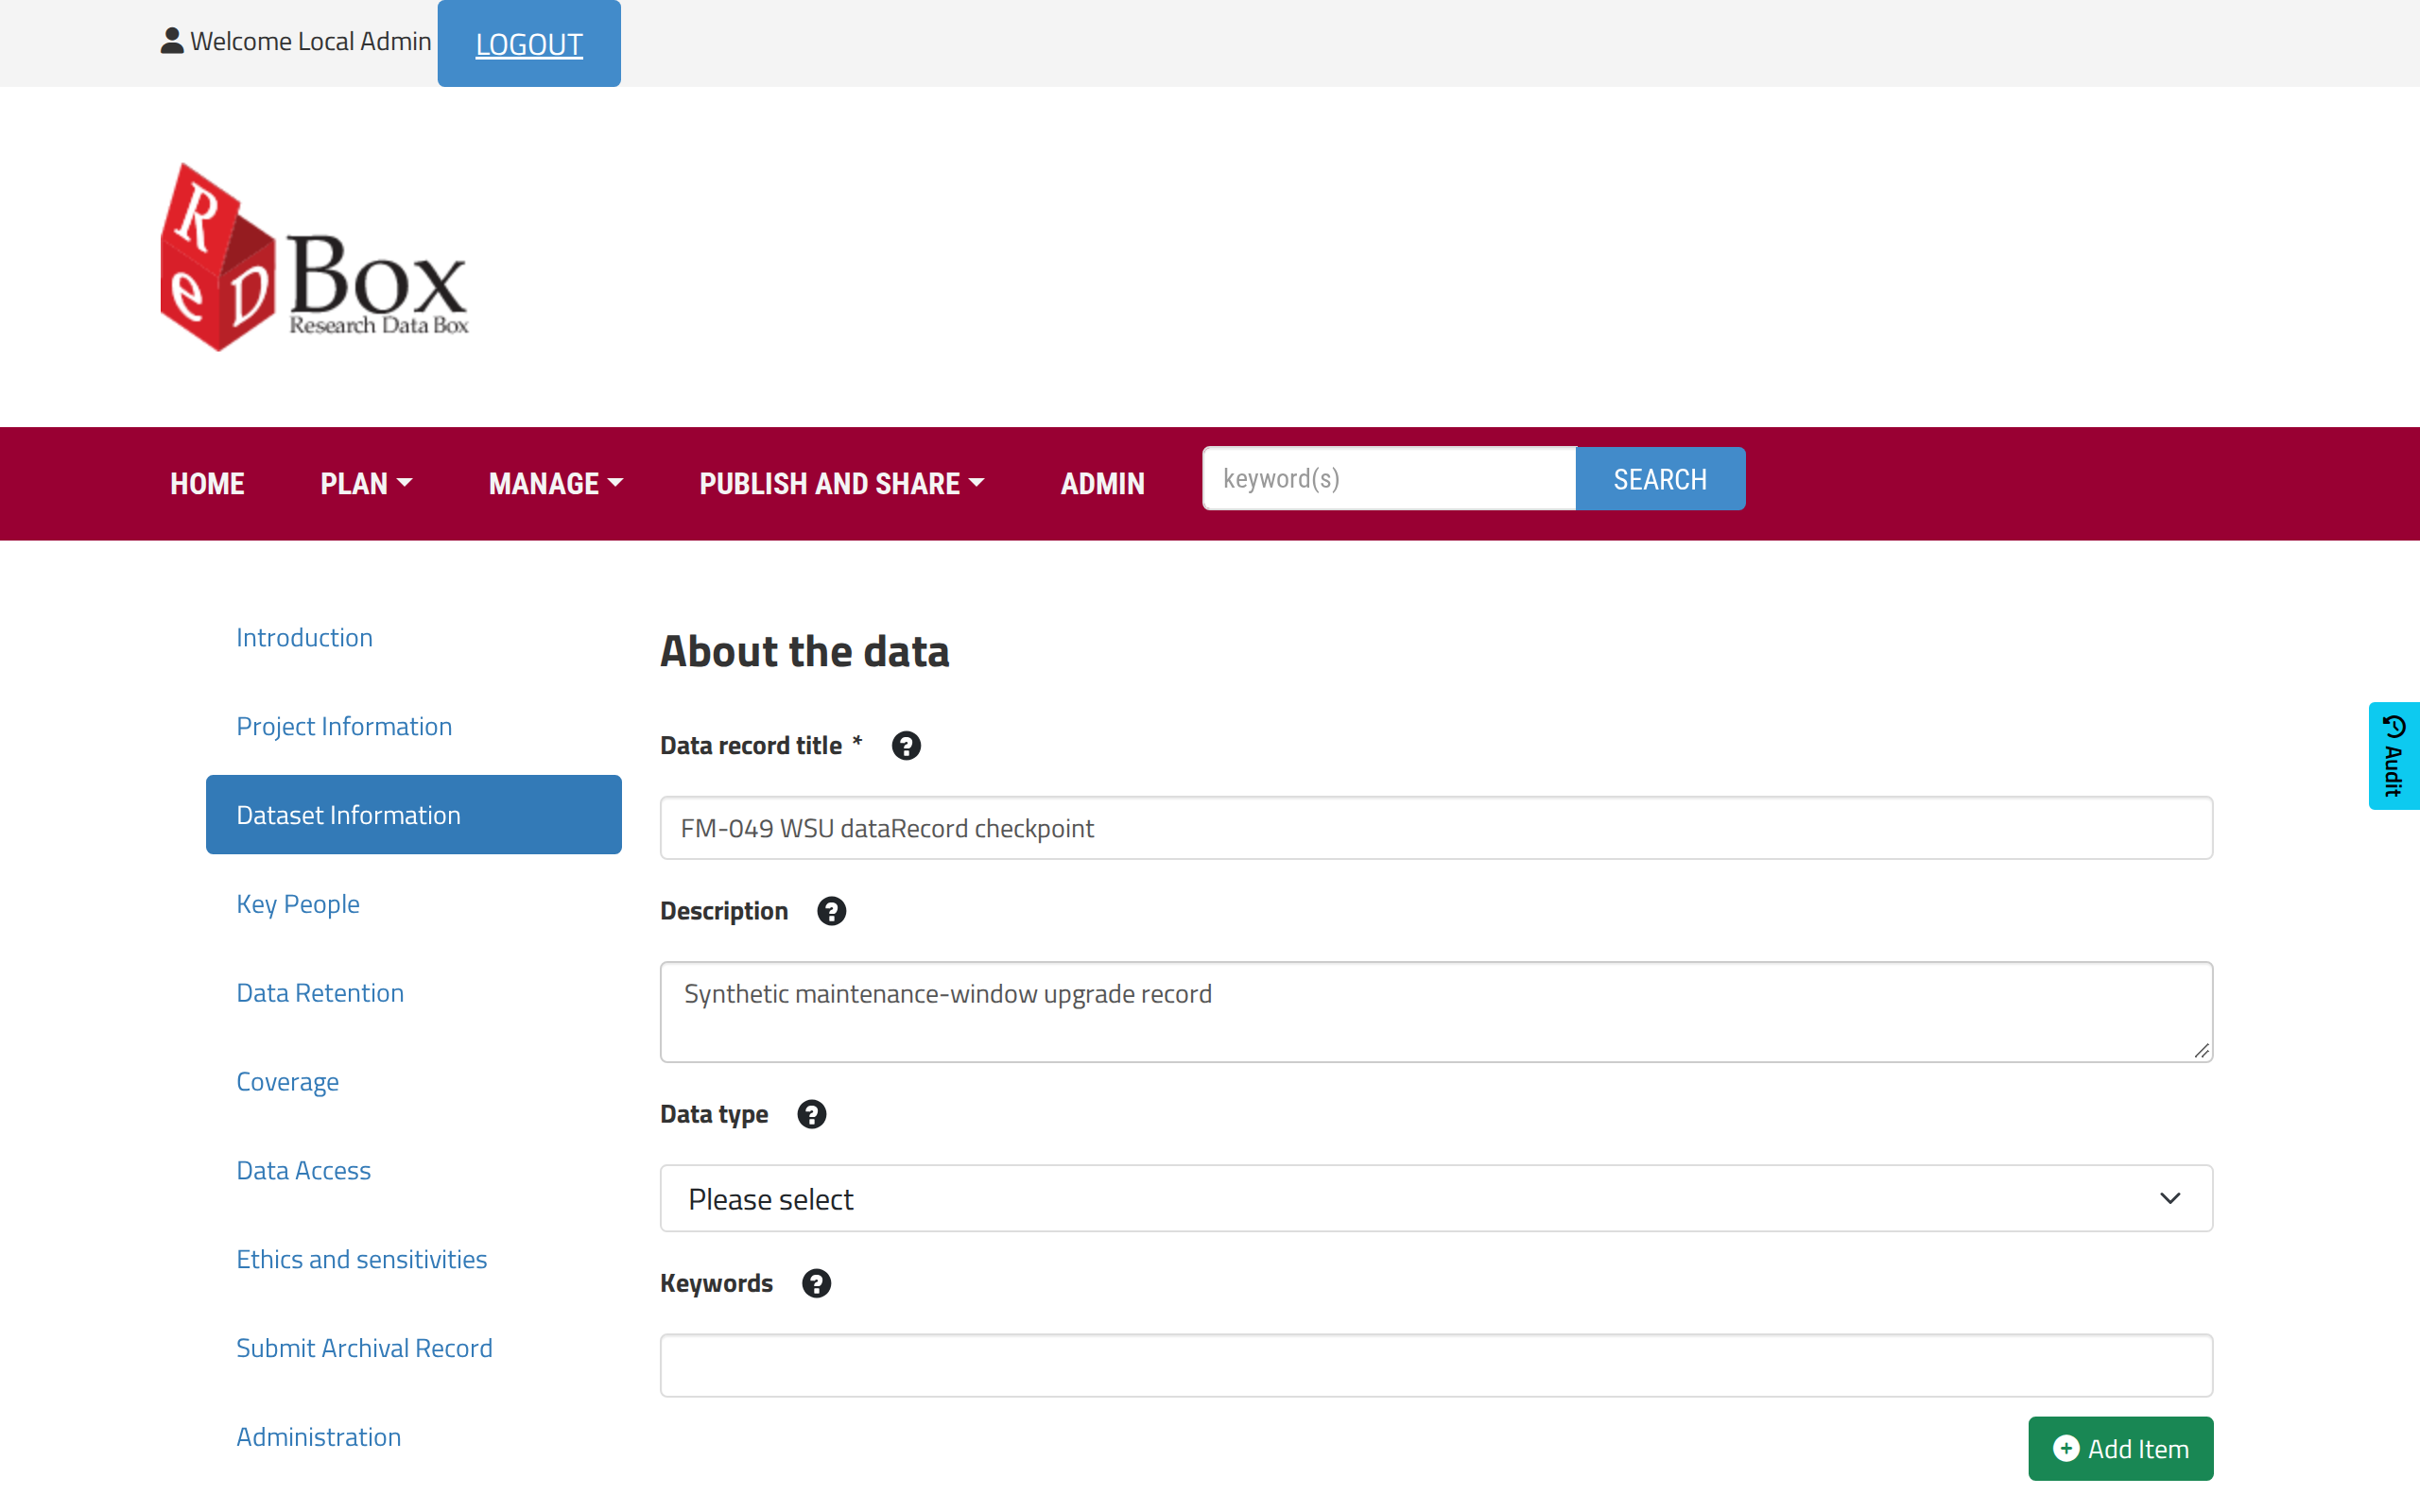 Welcome Local Admin LOGOUT
ReD Box
Research Data Box
HOME PLAN MANAGE PUBLISH AND SHARE ADMIN keyword(s) SEARCH
Introduction
Project Information
Dataset Information
Key People
Data Retention
Coverage
Data Access
Ethics and sensitivities
Submit Archival Record
Administration
About the data
Data record title *
FM-049 WSU dataRecord checkpoint
Description
Synthetic maintenance-window upgrade record
Data type
Please select
Keywords
Add Item
Audit